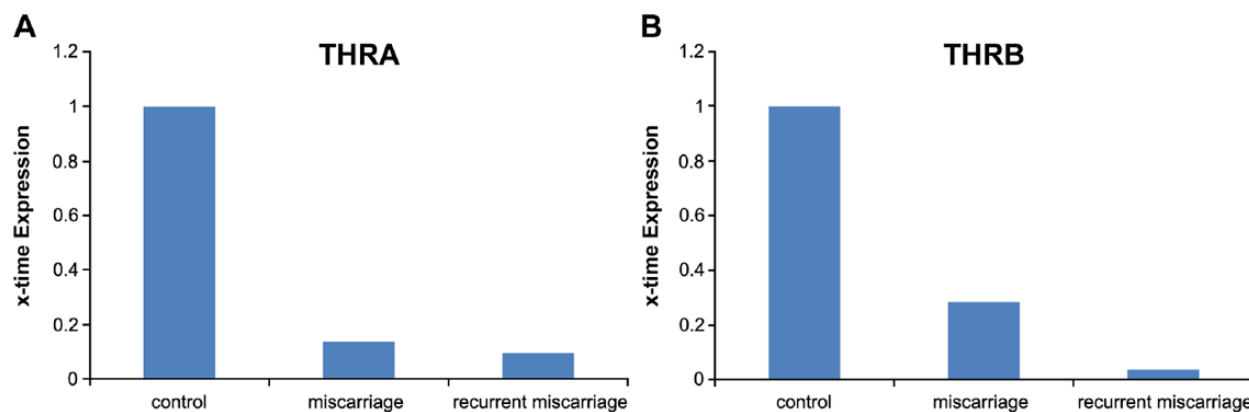 A
THRA
x-time Expression
1.2
1
0.8
0.6
0.4
0.2
0
control
miscarriage
recurrent miscarriage
B
THRB
x-time Expression
1.2
1
0.8
0.6
0.4
0.2
0
control
miscarriage
recurrent miscarriage